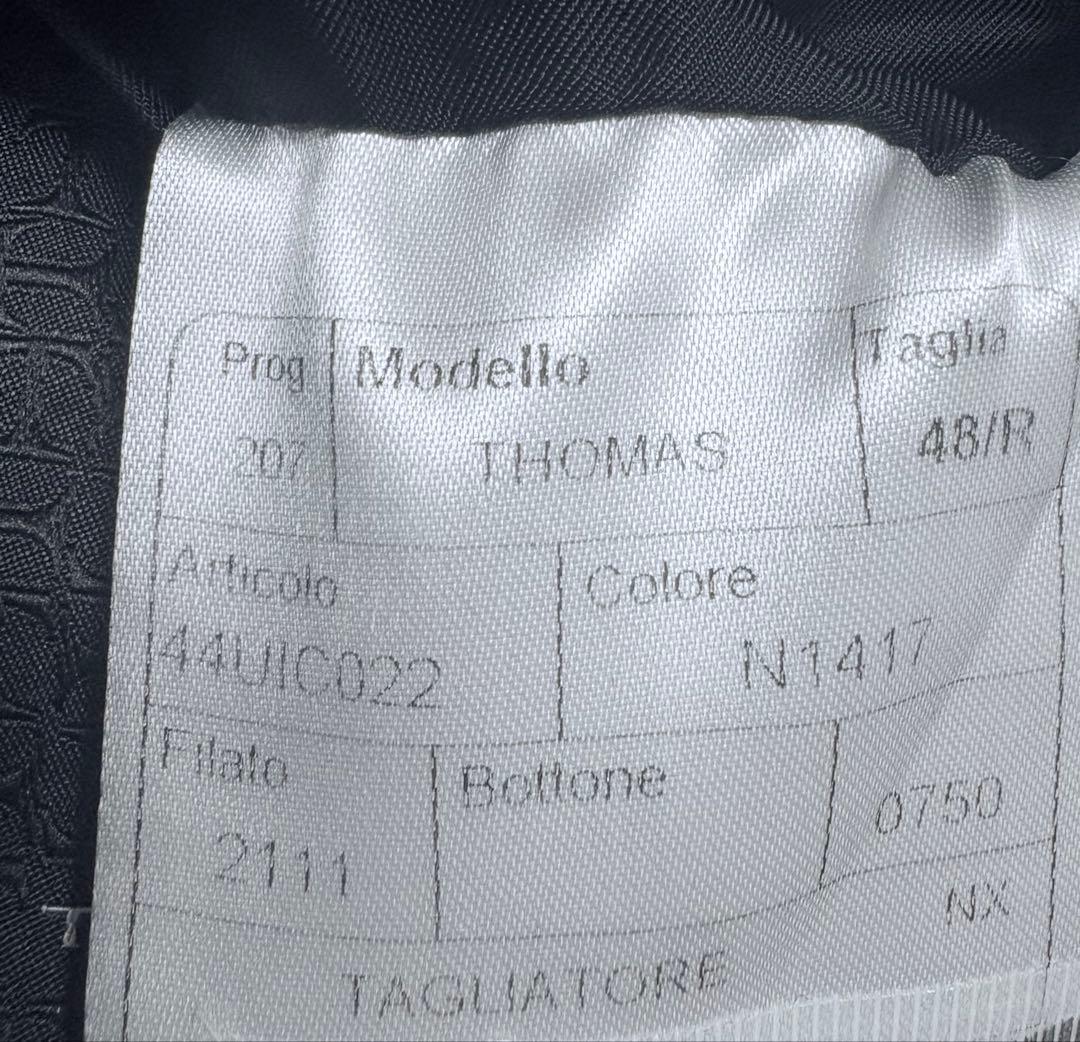 Prog Modello Taglia
207 THOMAS 48/R
Articolo Colore
44UIC022 N1417
Filato Bottone 0750
2111 NX
TAGLIATORE